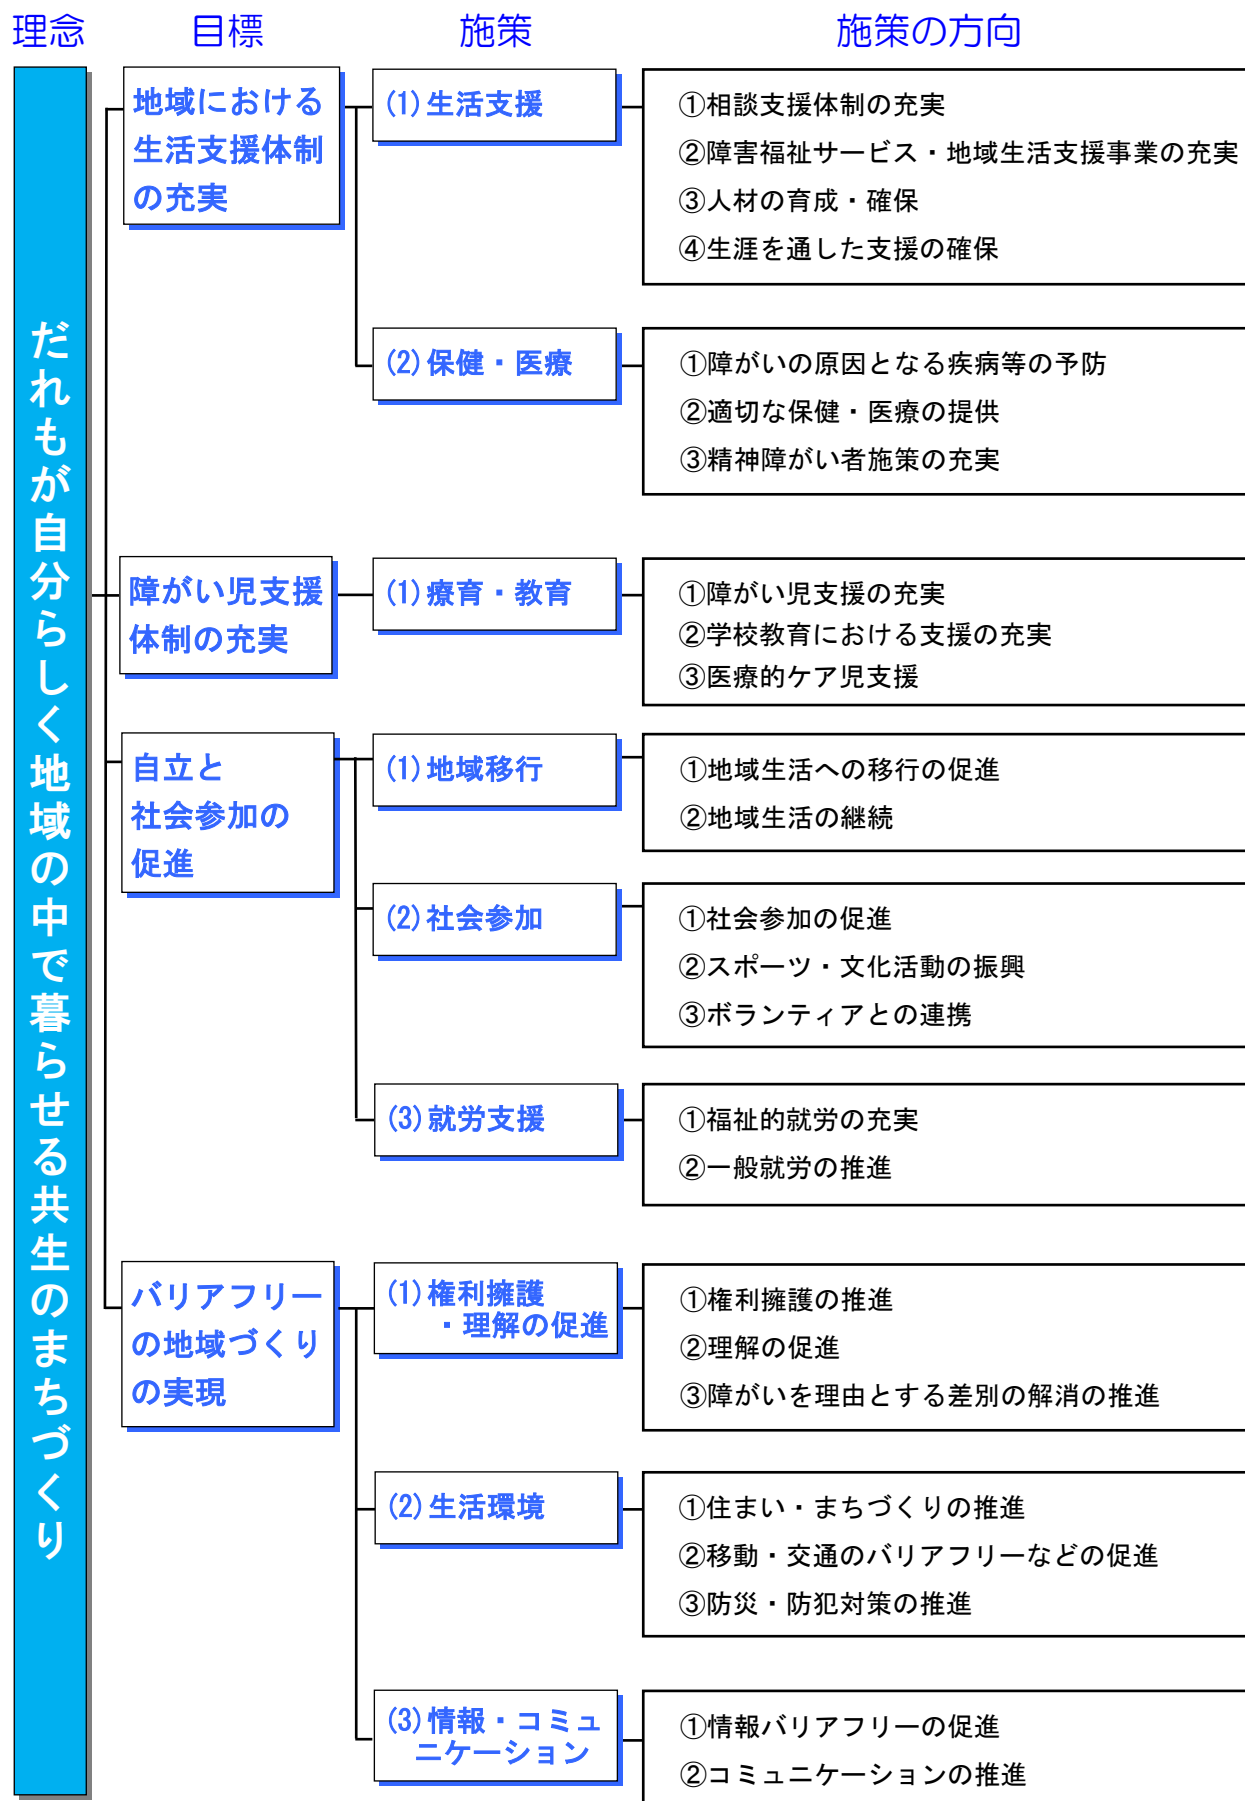 理念
目標
施策
施策の方向
だれもが自分らしく地域の中で暮らせる共生のまちづくり
地域における
生活支援体制
の充実
(1)生活支援
①相談支援体制の充実
②障害福祉サービス・地域生活支援事業の充実
③人材の育成・確保
④生涯を通した支援の確保
(2)保健・医療
①障がいの原因となる疾病等の予防
②適切な保健・医療の提供
③精神障がい者施策の充実
障がい児支援
体制の充実
(1)療育・教育
①障がい児支援の充実
②学校教育における支援の充実
③医療的ケア児支援
自立と
社会参加の
促進
(1)地域移行
①地域生活への移行の促進
②地域生活の継続
(2)社会参加
①社会参加の促進
②スポーツ・文化活動の振興
③ボランティアとの連携
(3)就労支援
①福祉的就労の充実
②一般就労の推進
バリアフリー
の地域づくり
の実現
(1)権利擁護
・理解の促進
①権利擁護の推進
②理解の促進
③障がいを理由とする差別の解消の推進
(2)生活環境
①住まい・まちづくりの推進
②移動・交通のバリアフリーなどの促進
③防災・防犯対策の推進
(3)情報・コミュ
ニケーション
①情報バリアフリーの促進
②コミュニケーションの推進